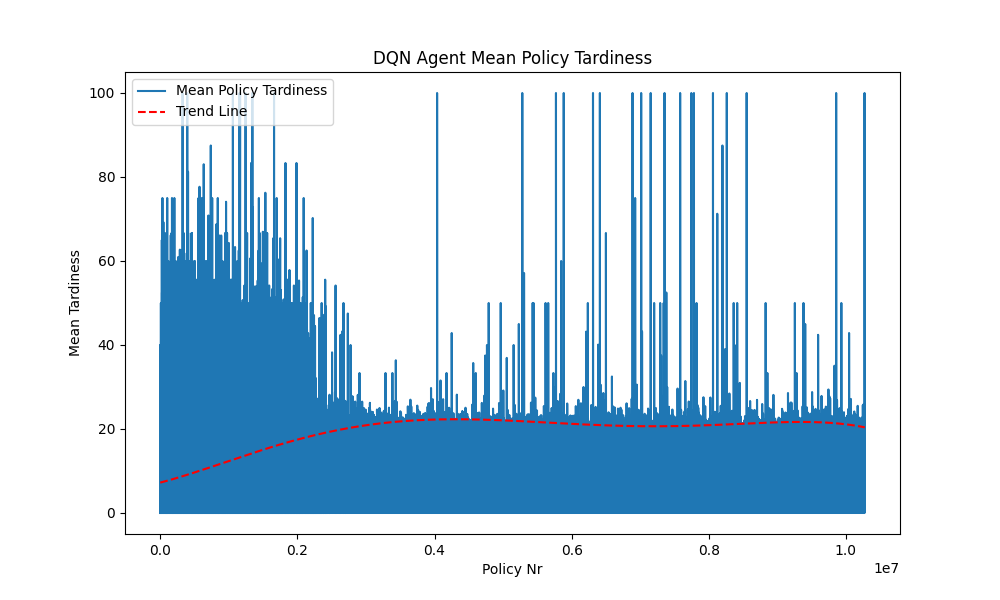 DQN Agent Mean Policy Tardiness
Mean Policy Tardiness
Trend Line
100
80
60
40
20
0
Mean Tardiness
0.0 0.2 0.4 0.6 0.8 1.0
1e7
Policy Nr